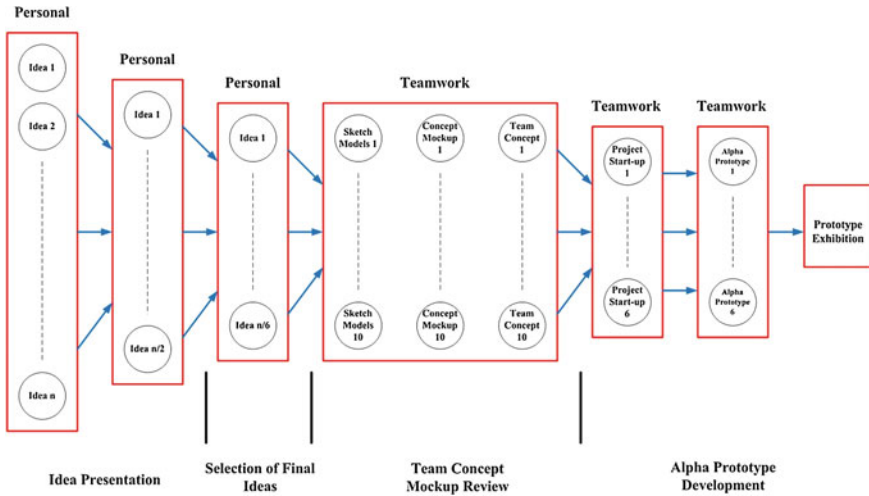 Personal
Idea 1
Idea 2
Idea n
Personal
Idea 1
Idea n/2
Personal
Idea 1
Idea n/6
Teamwork
Sketch
Models 1
Concept
Mockup
1
Team
Concept
1
Sketch
Models
10
Concept
Mockup
10
Team
Concept
10
Teamwork
Project
Start-up
1
Project
Start-up
6
Teamwork
Alpha
Prototype
1
Alpha
Prototype
6
Prototype
Exhibition
Idea Presentation
Selection of Final
Ideas
Team Concept
Mockup Review
Alpha Prototype
Development